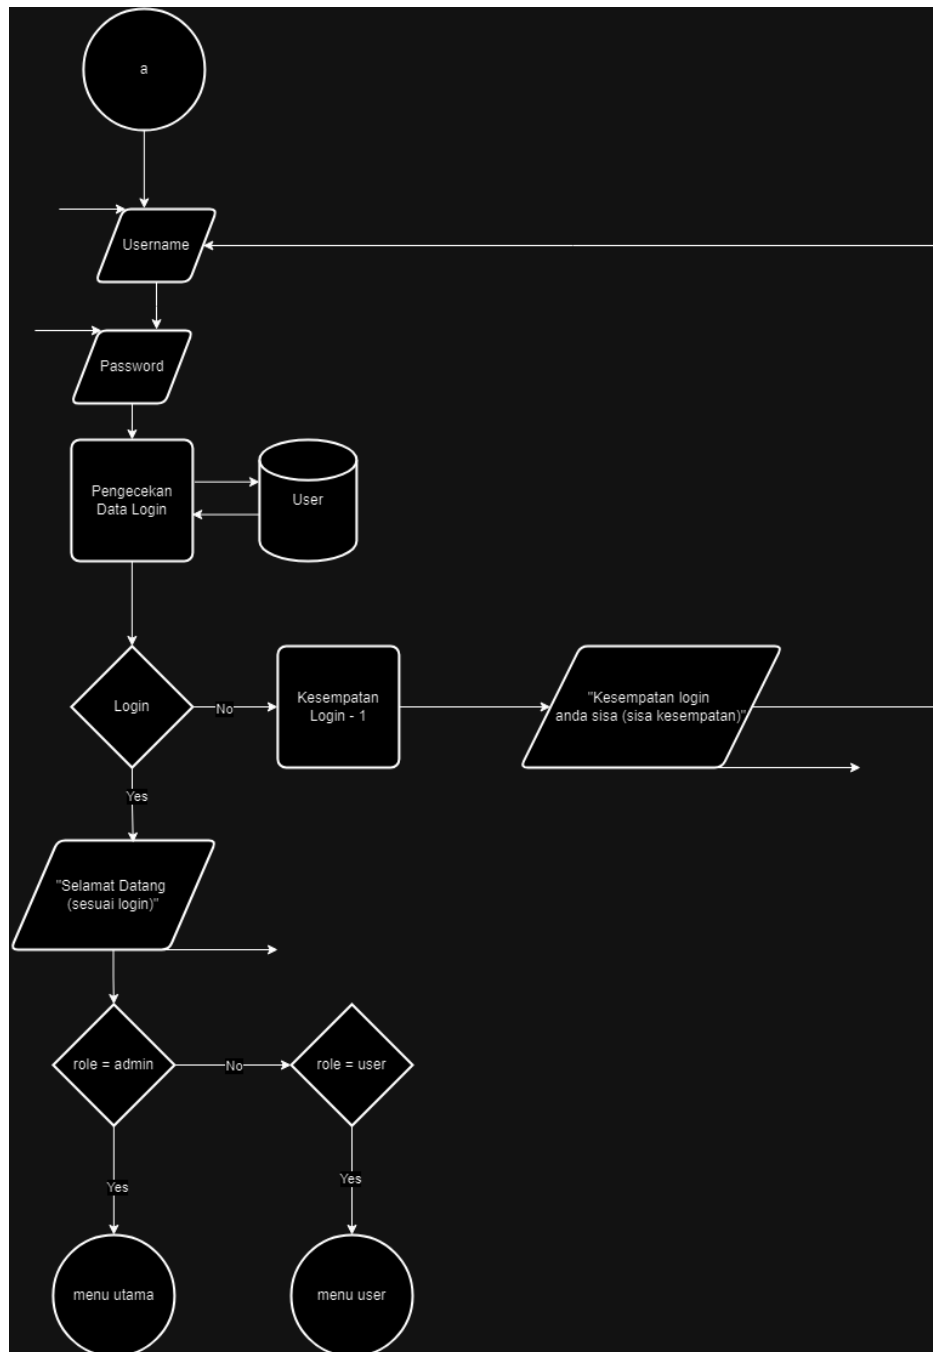 a
Username
Password
Pengecekan
Data Login
User
Login
No
Kesempatan
Login - 1
"Kesempatan login
anda sisa (sisa kesempatan)"
Yes
"Selamat Datang
(sesuai login)"
role = admin
No
role = user
Yes
Yes
menu utama
menu user